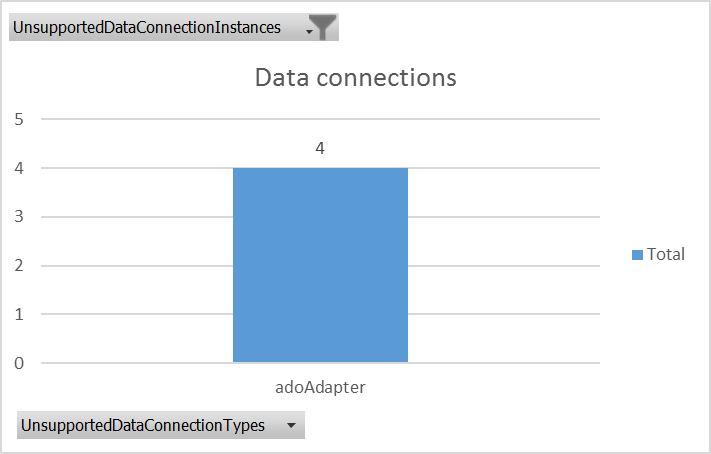 UnsupportedDataConnectionInstances
Data connections
5
4
4
3
2
1
0
Total
adoAdapter
UnsupportedDataConnectionTypes